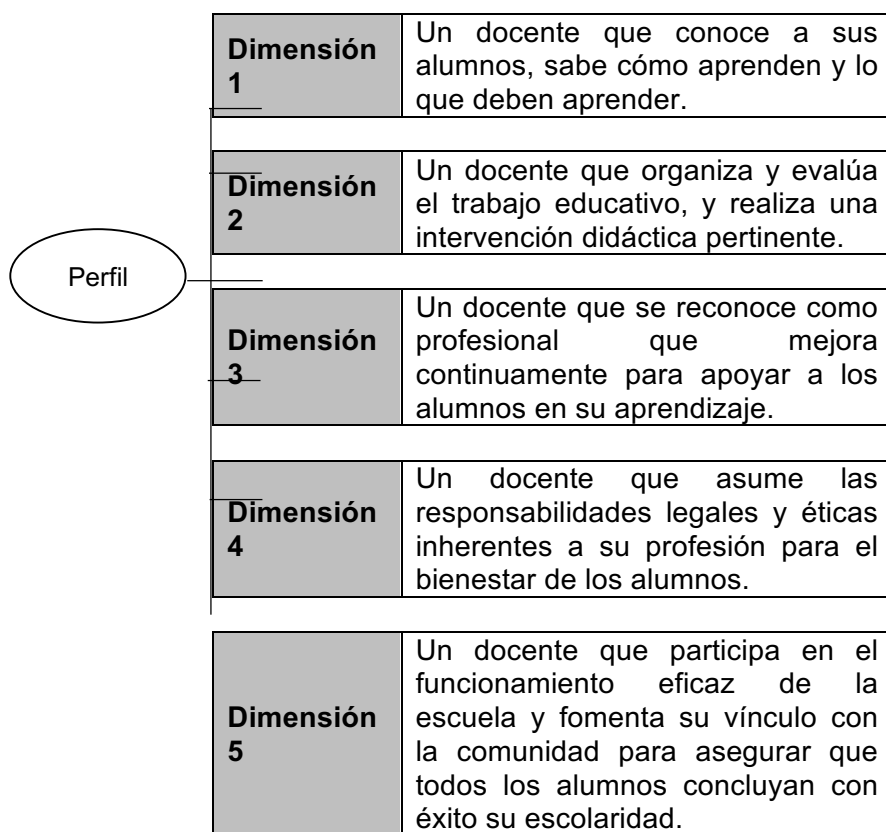 Perfil
Dimensión
1
Un docente que conoce a sus
alumnos, sabe cómo aprenden y lo
que deben aprender.
Dimensión
2
Un docente que organiza y evalúa
el trabajo educativo, y realiza una
intervención didáctica pertinente.
Dimensión
3
Un docente que se reconoce como
profesional que mejora
continuamente para apoyar a los
alumnos en su aprendizaje.
Dimensión
4
Un docente que asume las
responsabilidades legales y éticas
inherentes a su profesión para el
bienestar de los alumnos.
Dimensión
5
Un docente que participa en el
funcionamiento eficaz de la
escuela y fomenta su vínculo con
la comunidad para asegurar que
todos los alumnos concluyan con
éxito su escolaridad.